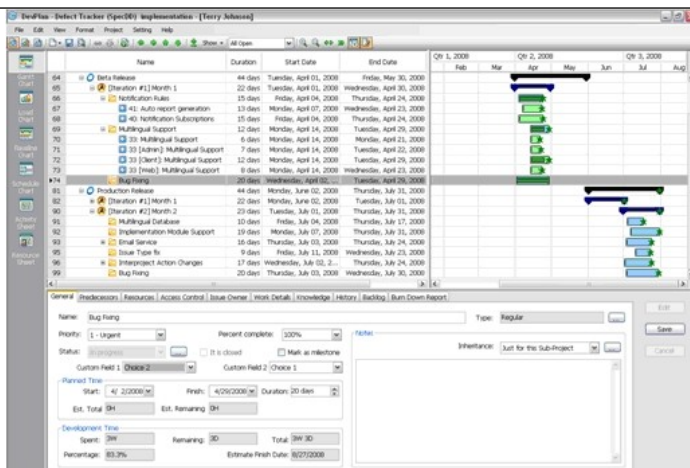 DevPlan - Defect Tracker (SpecDD) implementation - [Terry Johnson]
File Edit View Format Project Setting Help
Show All Open
Gantt Chart
Load Chart
Baseline Chart
Schedule Chart
Activity Sheet
Resource Sheet
Name Duration Start Date End Date
Qtr 1, 2008 Qtr 2, 2008 Qtr 3, 2008
Feb Mar Apr May Jun Jul Aug
64 Beta Release 44 days Tuesday, April 01, 2008 Friday, May 30, 2008
65 [Iteration #1] Month 1 22 days Tuesday, April 01, 2008 Wednesday, April 30, 2008
66 Notification Rules 15 days Friday, April 04, 2008 Thursday, April 24, 2008
67 41: Auto report generation 13 days Monday, April 07, 2008 Wednesday, April 23, 2008
68 40: Notification Subscriptions 15 days Friday, April 04, 2008 Thursday, April 24, 2008
69 Multilingual Support 12 days Monday, April 14, 2008 Tuesday, April 29, 2008
70 33: Multilingual Support 6 days Monday, April 14, 2008 Monday, April 21, 2008
71 33 [Admin]: Multilingual Support 7 days Monday, April 14, 2008 Tuesday, April 22, 2008
72 33 [Client]: Multilingual Support 12 days Monday, April 14, 2008 Tuesday, April 29, 2008
73 33 [Web]: Multilingual Support 8 days Monday, April 14, 2008 Wednesday, April 23, 2008
74 Bug Fixing 20 days Wednesday, April 02, ... Tuesday, April 29, 2008
81 Production Release 44 days Monday, June 02, 2008 Thursday, July 31, 2008
82 [Iteration #1] Month 1 22 days Monday, June 02, 2008 Tuesday, July 01, 2008
90 [Iteration #2] Month 2 23 days Tuesday, July 01, 2008 Thursday, July 31, 2008
91 Multilingual Database 10 days Friday, July 04, 2008 Thursday, July 17, 2008
92 Implementation Module Support 19 days Monday, July 07, 2008 Thursday, July 31, 2008
93 Email Service 16 days Thursday, July 03, 2008 Thursday, July 24, 2008
95 Issue Type fix 9 days Friday, July 11, 2008 Wednesday, July 23, 2008
96 Interproject Action Changes 17 days Wednesday, July 02, 2... Thursday, July 24, 2008
99 Bug Fixing 20 days Thursday, July 03, 2008 Wednesday, July 30, 2008
General Predecessors Resources Access Control Issue Owner Work Details Knowledge History Backlog Burn Down Report
Name: Bug Fixing Type: Regular ... Edit
Priority: 1 - Urgent Percent complete: 100% Notes Save
Status: In progress ... It is closed Mark as milestone Inheritance: Just for this Sub-Project ... Cancel
Custom Field 1 Choice 2 Custom Field 2 Choice 1
Planned Time
Start: 4/ 2/2008 Finish: 4/29/2008 Duration: 20 days
Est. Total 0H Est. Remaining 0H
Development Time
Spent: 3W Remaining: 3D Total: 3W 3D
Percentage: 83.3% Estimate Finish Date: 8/27/2008